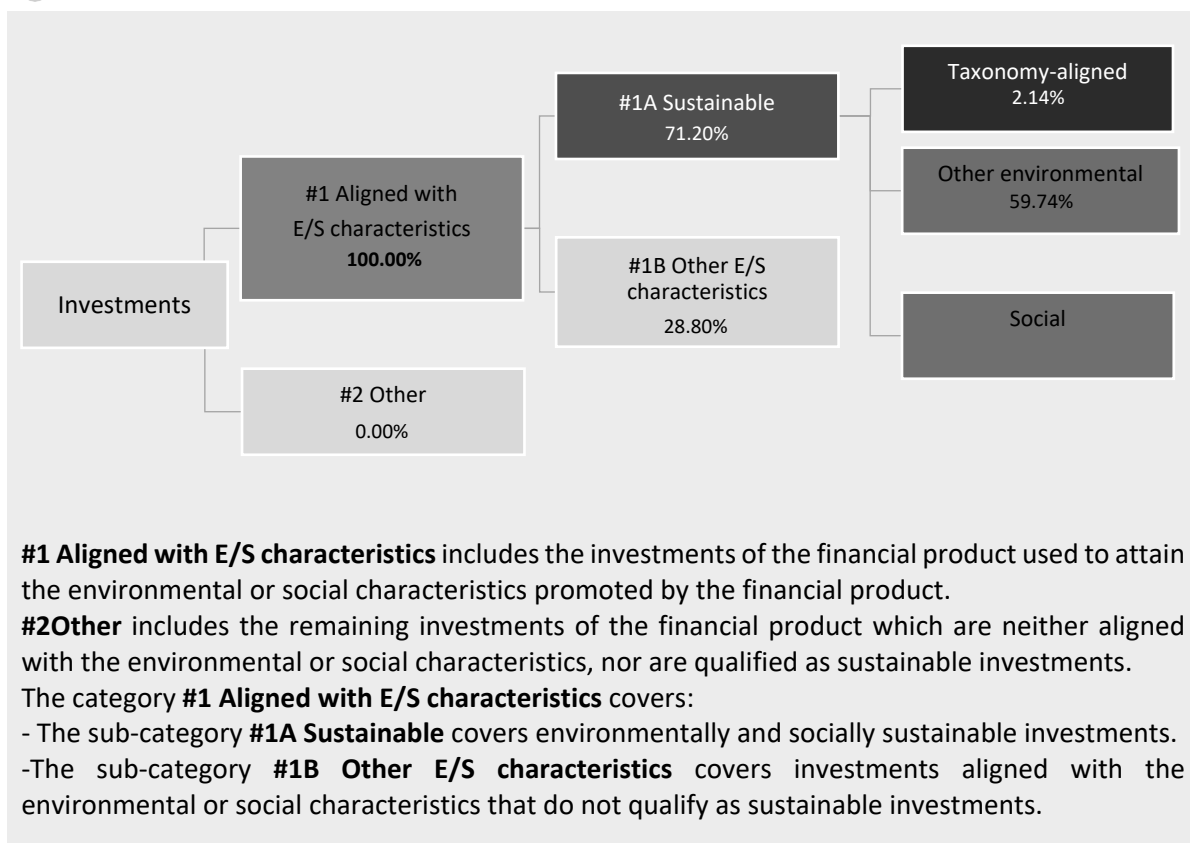 Taxonomy-aligned
2.14%
#1A Sustainable
71.20%
Other environmental
59.74%
#1 Aligned with
E/S characteristics
100.00%
#1B Other E/S
characteristics
28.80%
Investments
Social
#2 Other
0.00%
#1 Aligned with E/S characteristics includes the investments of the financial product used to attain
the environmental or social characteristics promoted by the financial product.
#2Other includes the remaining investments of the financial product which are neither aligned
with the environmental or social characteristics, nor are qualified as sustainable investments.
The category #1 Aligned with E/S characteristics covers:
- The sub-category #1A Sustainable covers environmentally and socially sustainable investments.
-The sub-category #1B Other E/S characteristics covers investments aligned with the
environmental or social characteristics that do not qualify as sustainable investments.